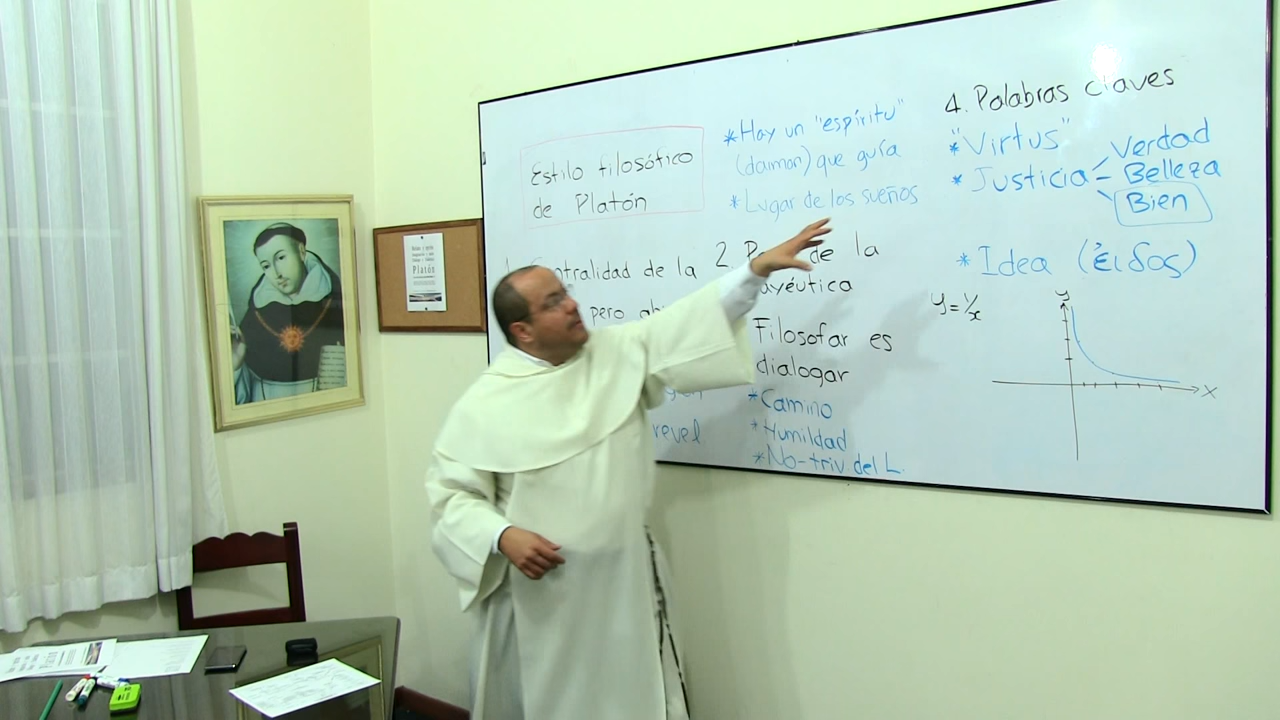 Estilo filosófico
de Platón
1. Centralidad de la
pero
revel
*Hay un "espíritu"
(daimon) que guía
*Lugar de los sueños
2. de la
Mayéutica
Filosofar es
dialogar
*Camino
*Humildad
*No-triv del L.
4. Palabras claves
*"Virtus"
*Justicia
Verdad
Belleza
Bien
*Idea (έιδος)
y=1/x
y
x
Platón